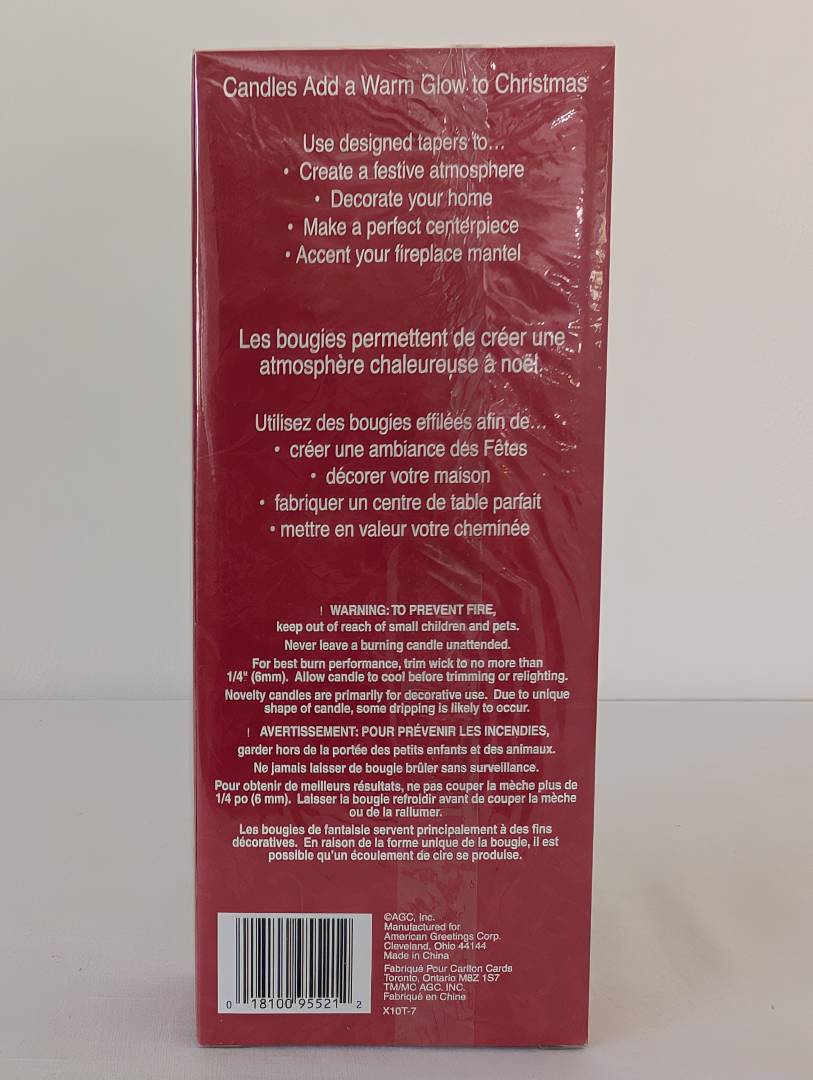 Candles Add a Warm Glow to Christmas
Use designed tapers to...
• Create a festive atmosphere
• Decorate your home
• Make a perfect centerpiece
• Accent your fireplace mantel
Les bougies permettent de créer une
atmosphère chaleureuse à noël.
Utilisez des bougies effilées afin de...
• créer une ambiance des Fêtes
• décorer votre maison
• fabriquer un centre de table parfait
• mettre en valeur votre cheminée
! WARNING: TO PREVENT FIRE,
keep out of reach of small children and pets.
Never leave a burning candle unattended.
For best burn performance, trim wick to no more than
1/4" (6mm). Allow candle to cool before trimming or relighting.
Novelty candles are primarily for decorative use. Due to unique
shape of candle, some dripping is likely to occur.
! AVERTISSEMENT: POUR PRÉVENIR LES INCENDIES,
garder hors de la portée des petits enfants et des animaux.
Ne jamais laisser de bougie brûler sans surveillance.
Pour obtenir de meilleurs résultats, ne pas couper la mèche plus de
1/4 po (6 mm). Laisser la bougie refroidir avant de couper la mèche
ou de la rallumer.
Les bougies de fantaisie servent principalement à des fins
décoratives. En raison de la forme unique de la bougie, il est
possible qu'un écoulement de cire se produise.
©AGC, Inc.
Manufactured for
American Greetings Corp.
Cleveland, Ohio 44144
Made in China
Fabriqué Pour Carlton Cards
Toronto, Ontario M8Z 1S7
TM/MC AGC. INC.
Fabriqué en Chine
X10T-7
0 18100 95521 2